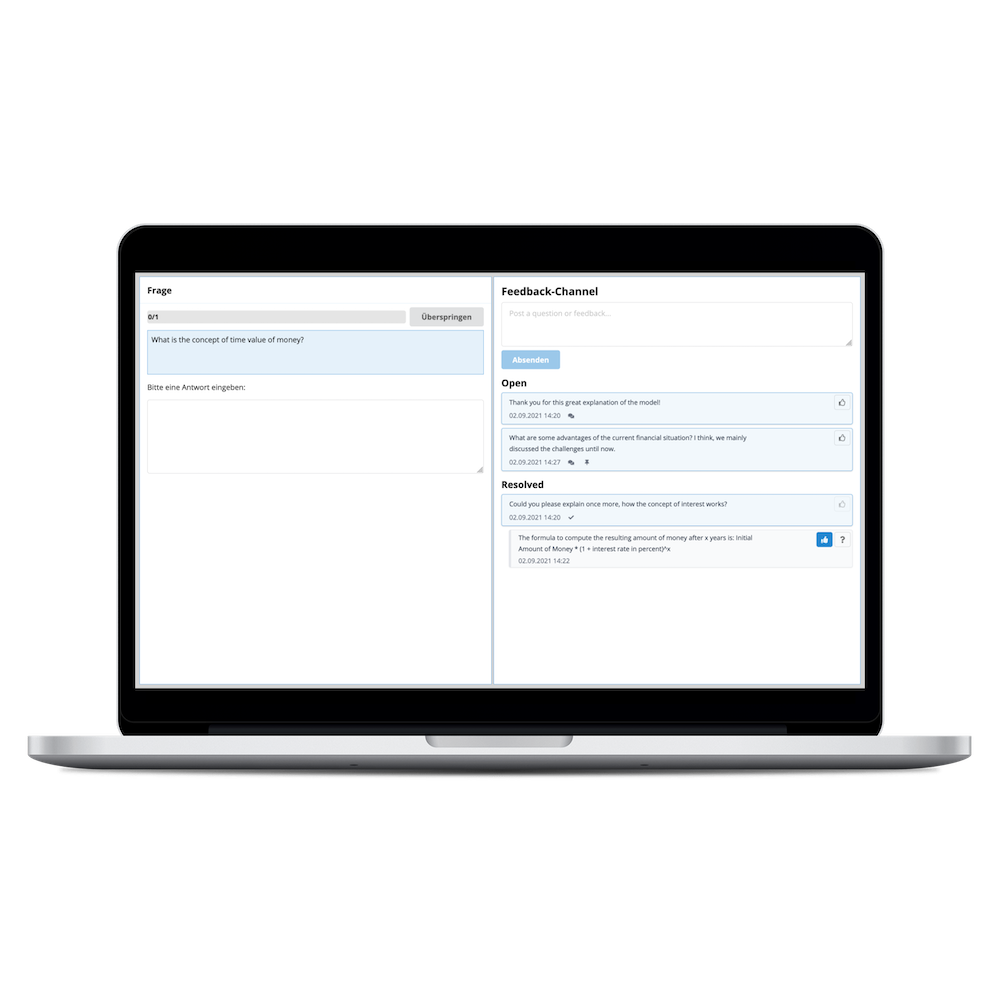 Frage
0/1
Überspringen
What is the concept of time value of money?
Bitte eine Antwort eingeben:
Feedback-Channel
Post a question or feedback...
Absenden
Open
Thank you for this great explanation of the model!
02.09.2021 14:20
What are some advantages of the current financial situation? I think, we mainly
discussed the challenges until now.
02.09.2021 14:27
Resolved
Could you please explain once more, how the concept of interest works?
02.09.2021 14:20
The formula to compute the resulting amount of money after x years is: Initial
Amount of Money * (1 + interest rate in percent)^x
?
02.09.2021 14:22